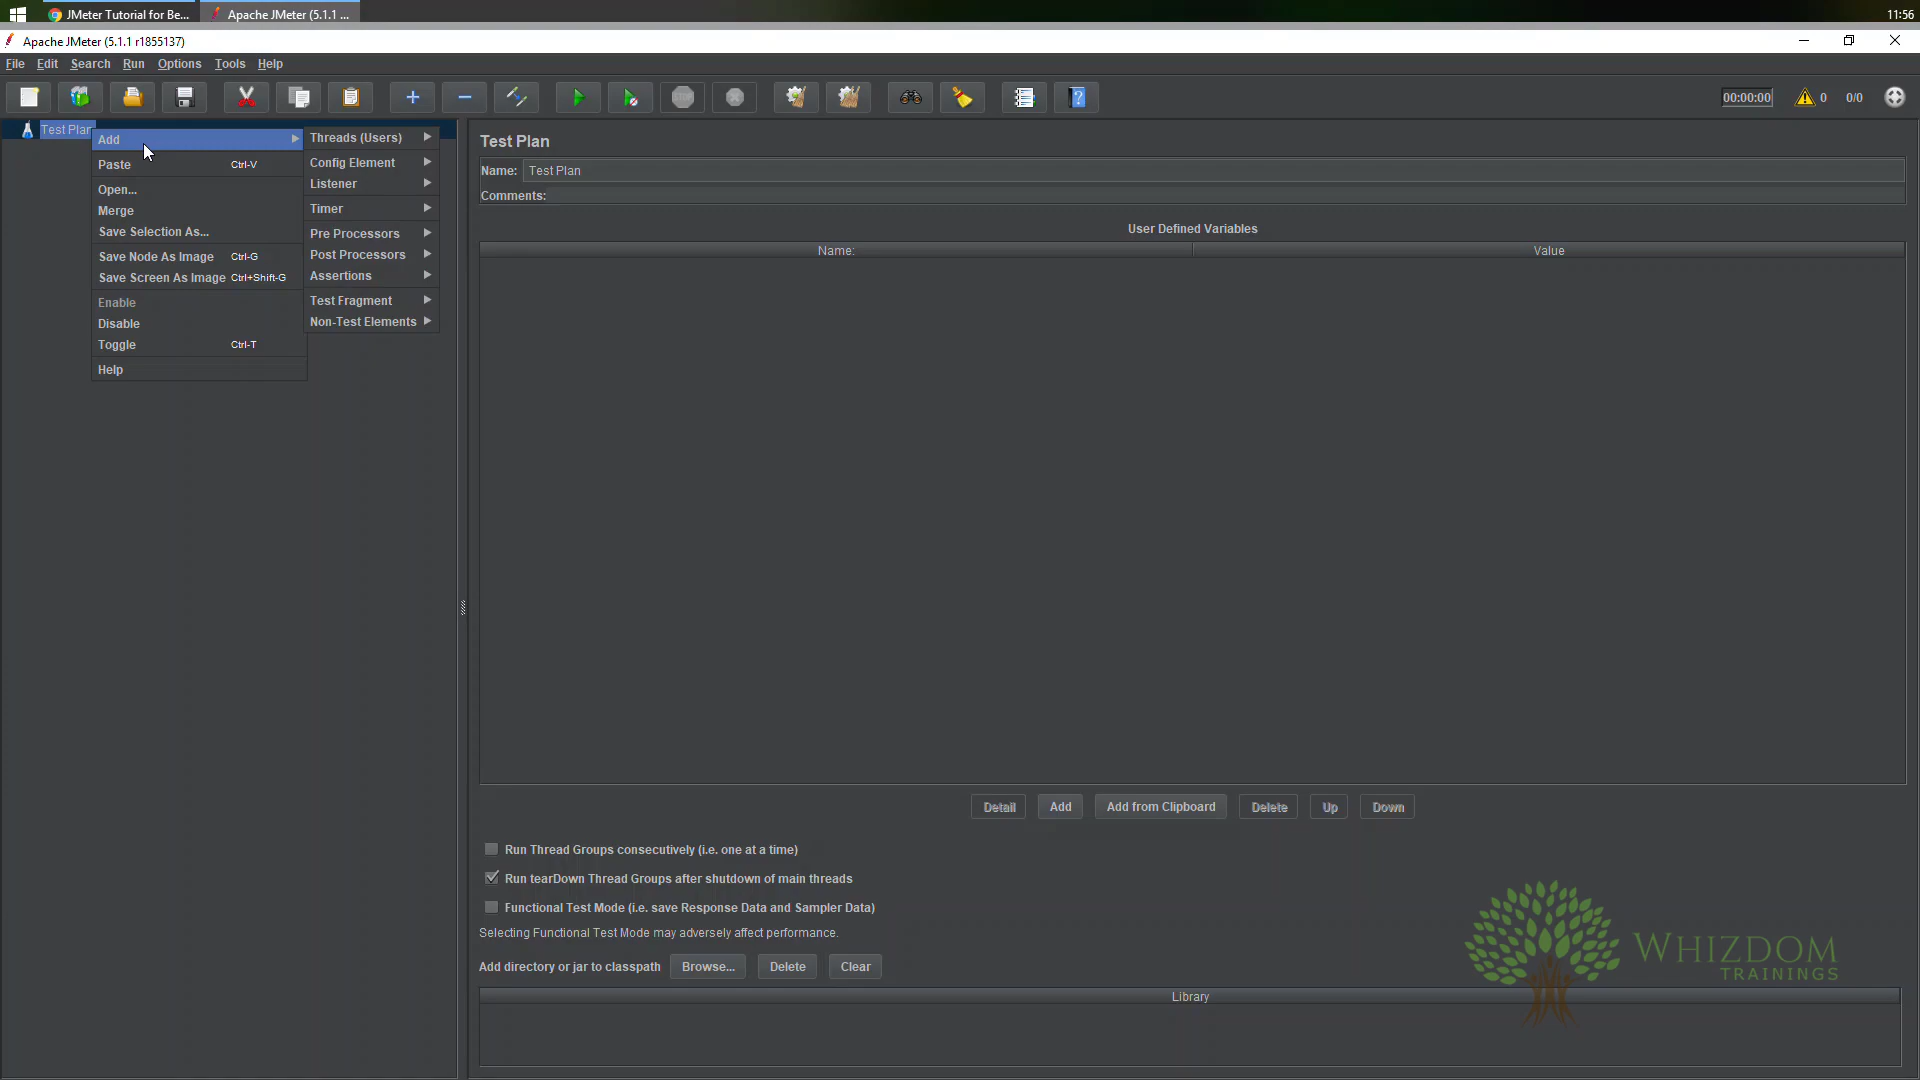 JMeter Tutorial for Be...
Apache JMeter (5.1.1 ...
11:56
Apache JMeter (5.1.1 r1855137)
File Edit Search Run Options Tools Help
STOP
?
00:00:00
0
0/0
Test Plan
Add
Paste Ctrl-V
Open...
Merge
Save Selection As...
Save Node As Image Ctrl-G
Save Screen As Image Ctrl+Shift-G
Enable
Disable
Toggle Ctrl-T
Help
Threads (Users)
Config Element
Listener
Timer
Pre Processors
Post Processors
Assertions
Test Fragment
Non-Test Elements
Test Plan
Name: Test Plan
Comments:
User Defined Variables
Name: Value
Detail Add Add from Clipboard Delete Up Down
Run Thread Groups consecutively (i.e. one at a time)
Run tearDown Thread Groups after shutdown of main threads
Functional Test Mode (i.e. save Response Data and Sampler Data)
Selecting Functional Test Mode may adversely affect performance.
Add directory or jar to classpath Browse... Delete Clear
Library
WHIZDOM
TRAININGS